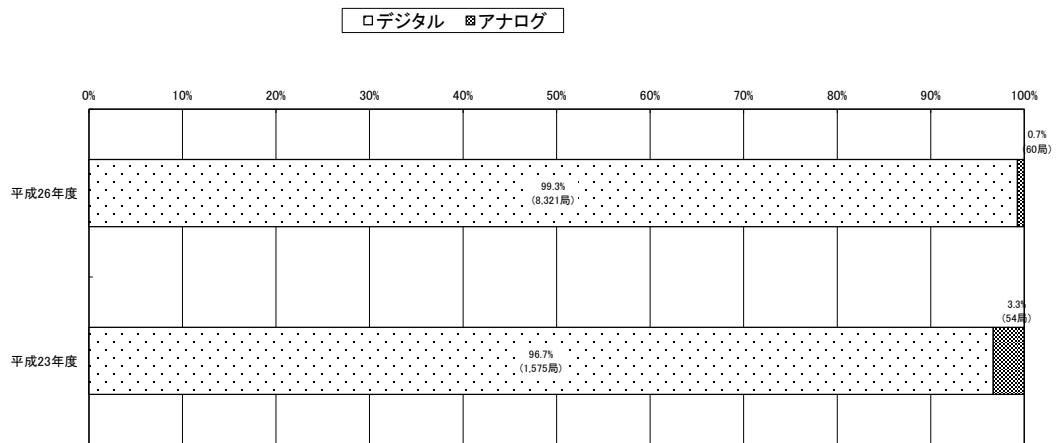 デジタル アナログ
0% 10% 20% 30% 40% 50% 60% 70% 80% 90% 100%
0.7%
(60局)
平成26年度
99.3%
(8,321局)
3.3%
(54局)
平成23年度
96.7%
(1,575局)